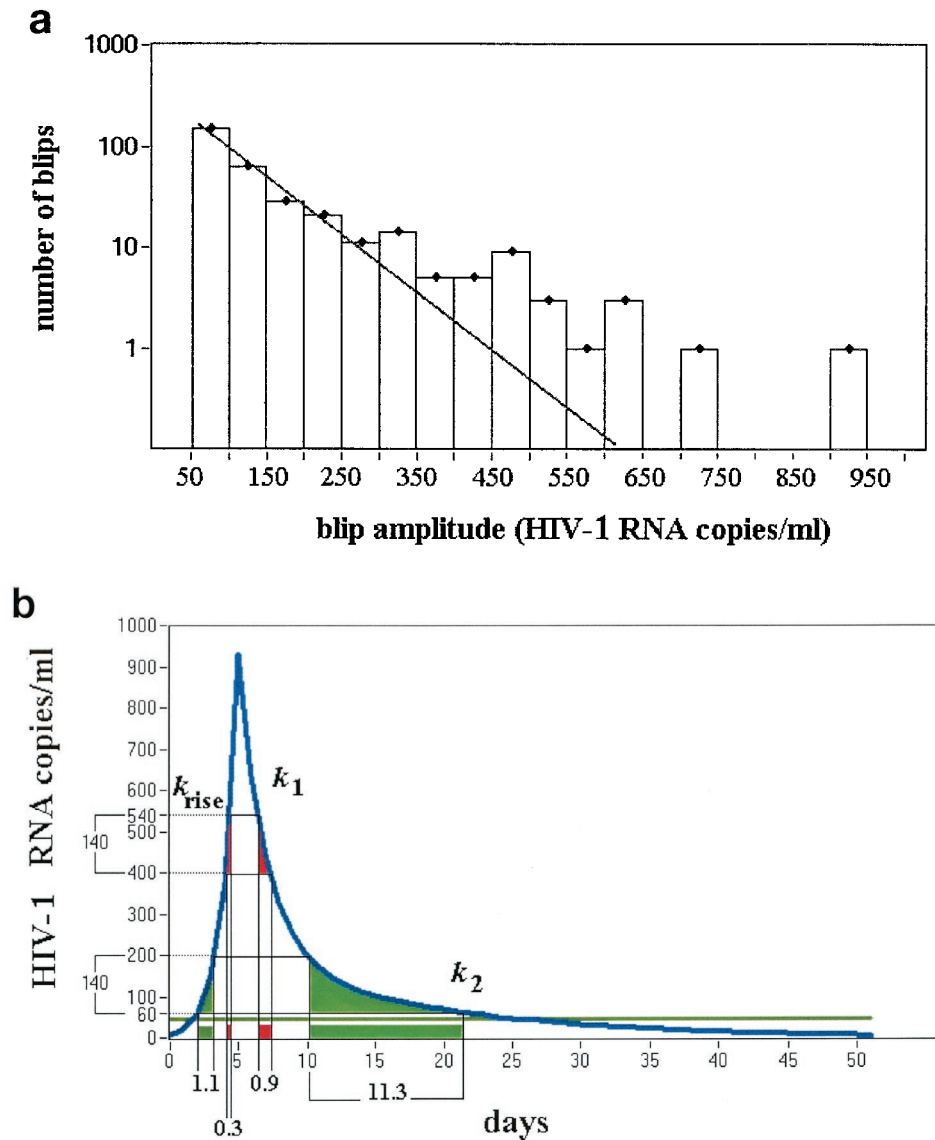 a
1000
100
10
1
number of blips
50 150 250 350 450 550 650 750 850 950
blip amplitude (HIV-1 RNA copies/ml)
b
1000
900
800
700
600
540
500
400
300
200
100
60
0
140
140
HIV-1 RNA copies/ml
k rise
k1
k2
0 5 10 15 20 25 30 35 40 45 50
1.1 0.9 11.3
0.3
days